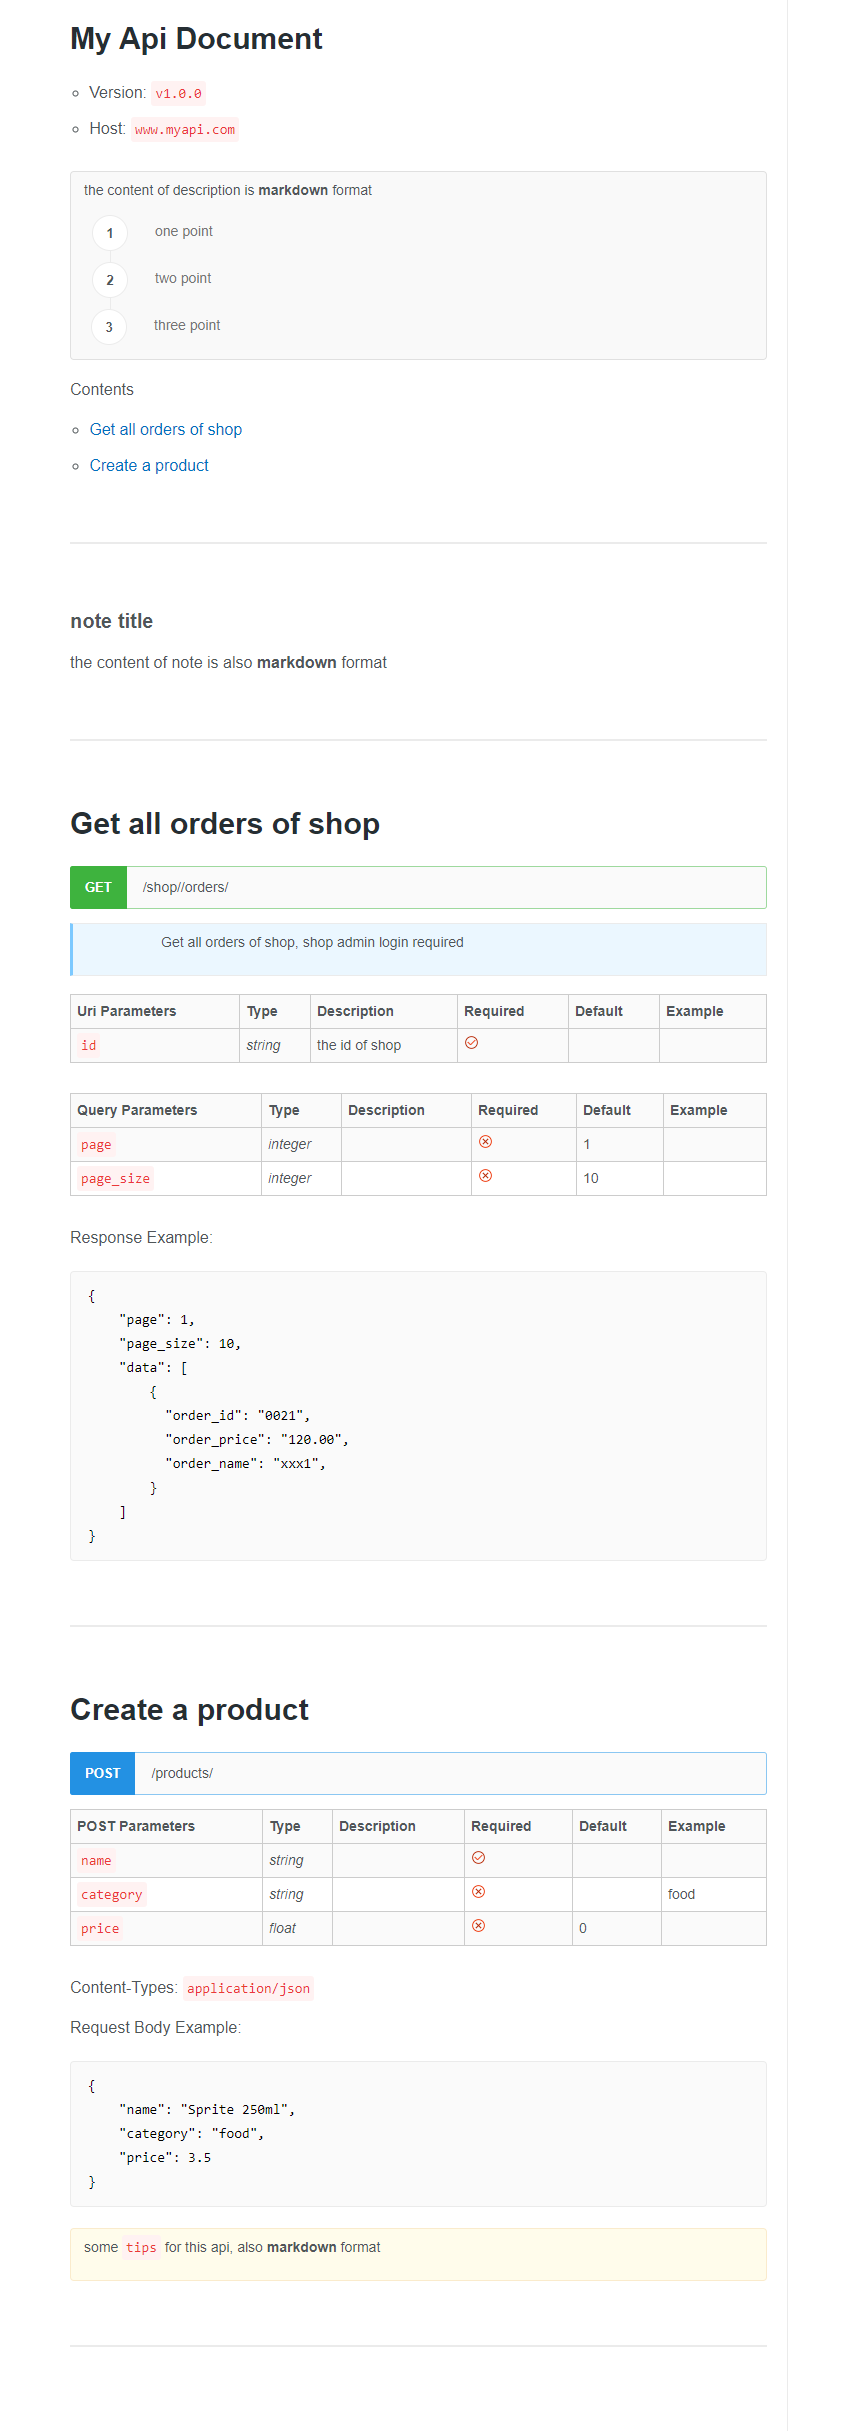 My Api Document
Version: v1.0.0
Host: www.myapi.com
the content of description is markdown format
1 one point
2 two point
3 three point
Contents
Get all orders of shop
Create a product
note title
the content of note is also markdown format
Get all orders of shop
GET /shop//orders/
Get all orders of shop, shop admin login required
Uri Parameters Type Description Required Default Example
id string the id of shop
Query Parameters Type Description Required Default Example
page integer 1
page_size integer 10
Response Example:
{
"page": 1,
"page_size": 10,
"data": [
{
"order_id": "0021",
"order_price": "120.00",
"order_name": "xxx1",
}
]
}
Create a product
POST /products/
POST Parameters Type Description Required Default Example
name string
category string food
price float 0
Content-Types: application/json
Request Body Example:
{
"name": "Sprite 250ml",
"category": "food",
"price": 3.5
}
some tips for this api, also markdown format